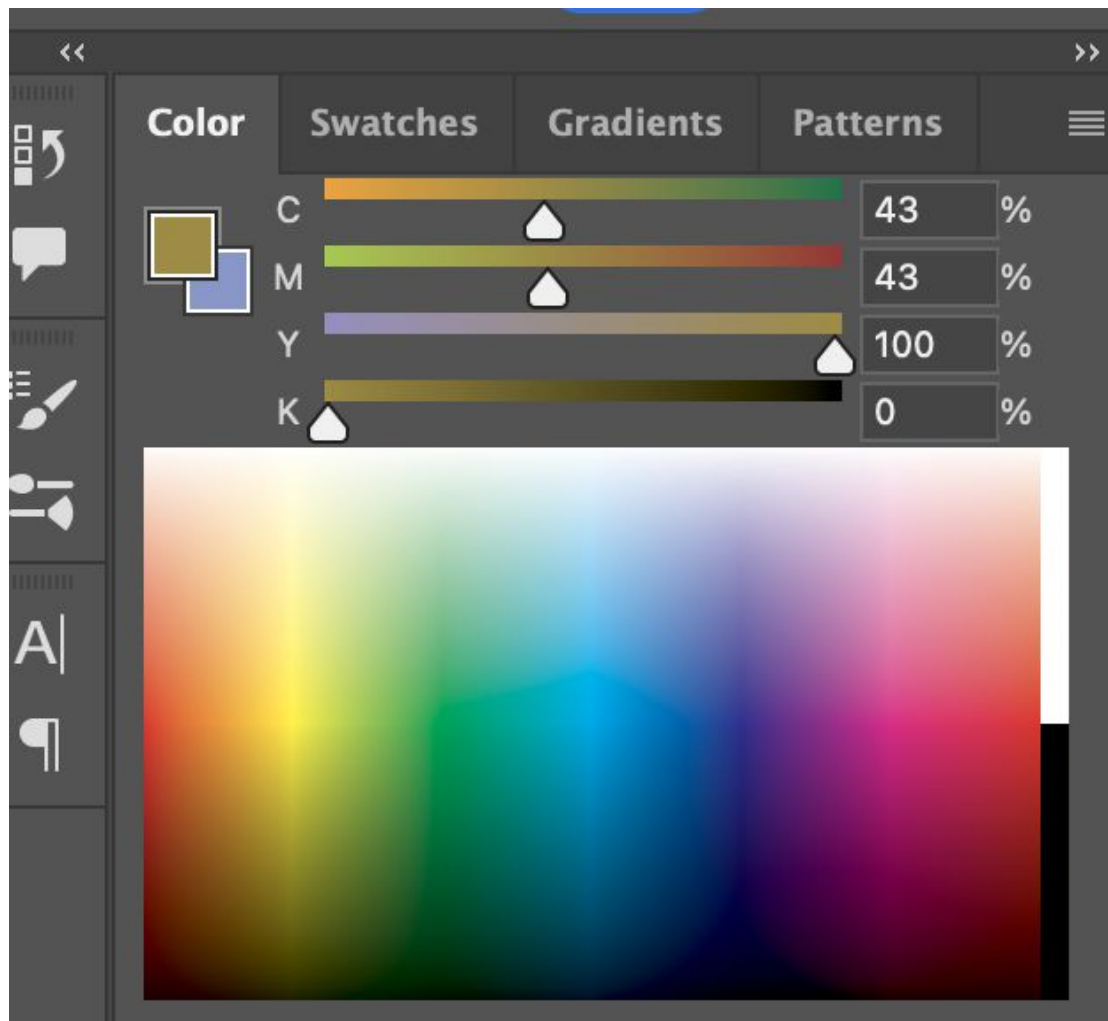 Color Swatches Gradients Patterns
C 43 %
M 43 %
Y 100 %
K 0 %
A
¶